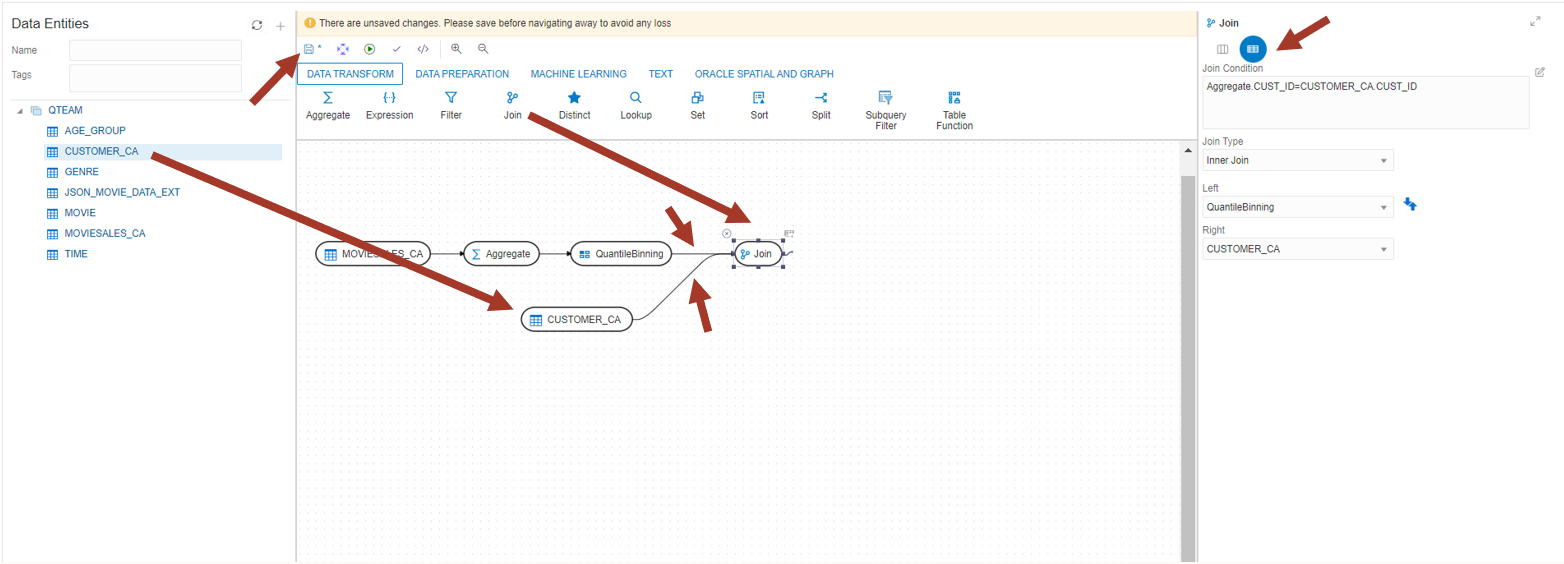 Data Entities
Name
Tags
QTEAM
AGE_GROUP
CUSTOMER_CA
GENRE
JSON_MOVIE_DATA_EXT
MOVIE
MOVIESALES_CA
TIME
There are unsaved changes. Please save before navigating away to avoid any loss
*
DATA TRANSFORM DATA PREPARATION MACHINE LEARNING TEXT ORACLE SPATIAL AND GRAPH
Aggregate Expression Filter Join Distinct Lookup Set Sort Split Subquery Filter Table Function
MOVIESALES_CA Aggregate QuantileBinning Join
CUSTOMER_CA
Join
Join Condition
Aggregate.CUST_ID=CUSTOMER_CA.CUST_ID
Join Type
Inner Join
Left
QuantileBinning
Right
CUSTOMER_CA